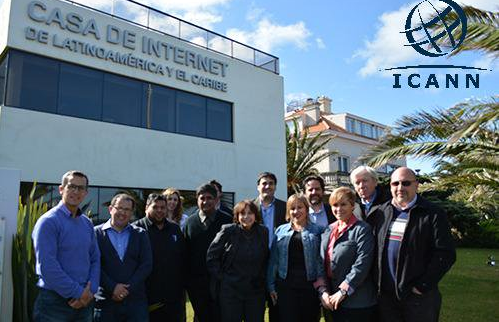 CASA DE INTERNET
DE LATINOAMÉRICA Y EL CARIBE
ICANN